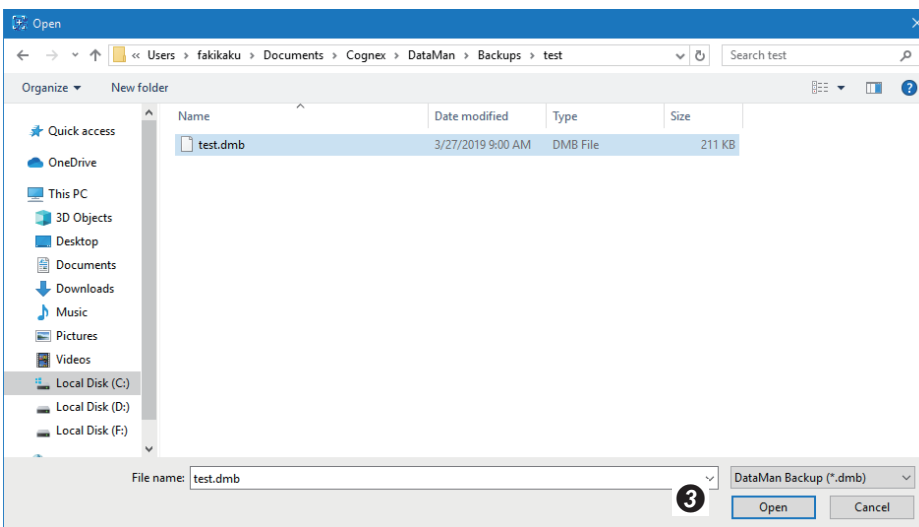 Open
« Users › fakikaku › Documents › Cognex › DataMan › Backups › test
Search test
Organize
New folder
Name Date modified Type Size
test.dmb 3/27/2019 9:00 AM DMB File 211 KB
Quick access
OneDrive
This PC
3D Objects
Desktop
Documents
Downloads
Music
Pictures
Videos
Local Disk (C:)
Local Disk (D:)
Local Disk (F:)
File name: test.dmb
DataMan Backup (*.dmb)
3
Open Cancel